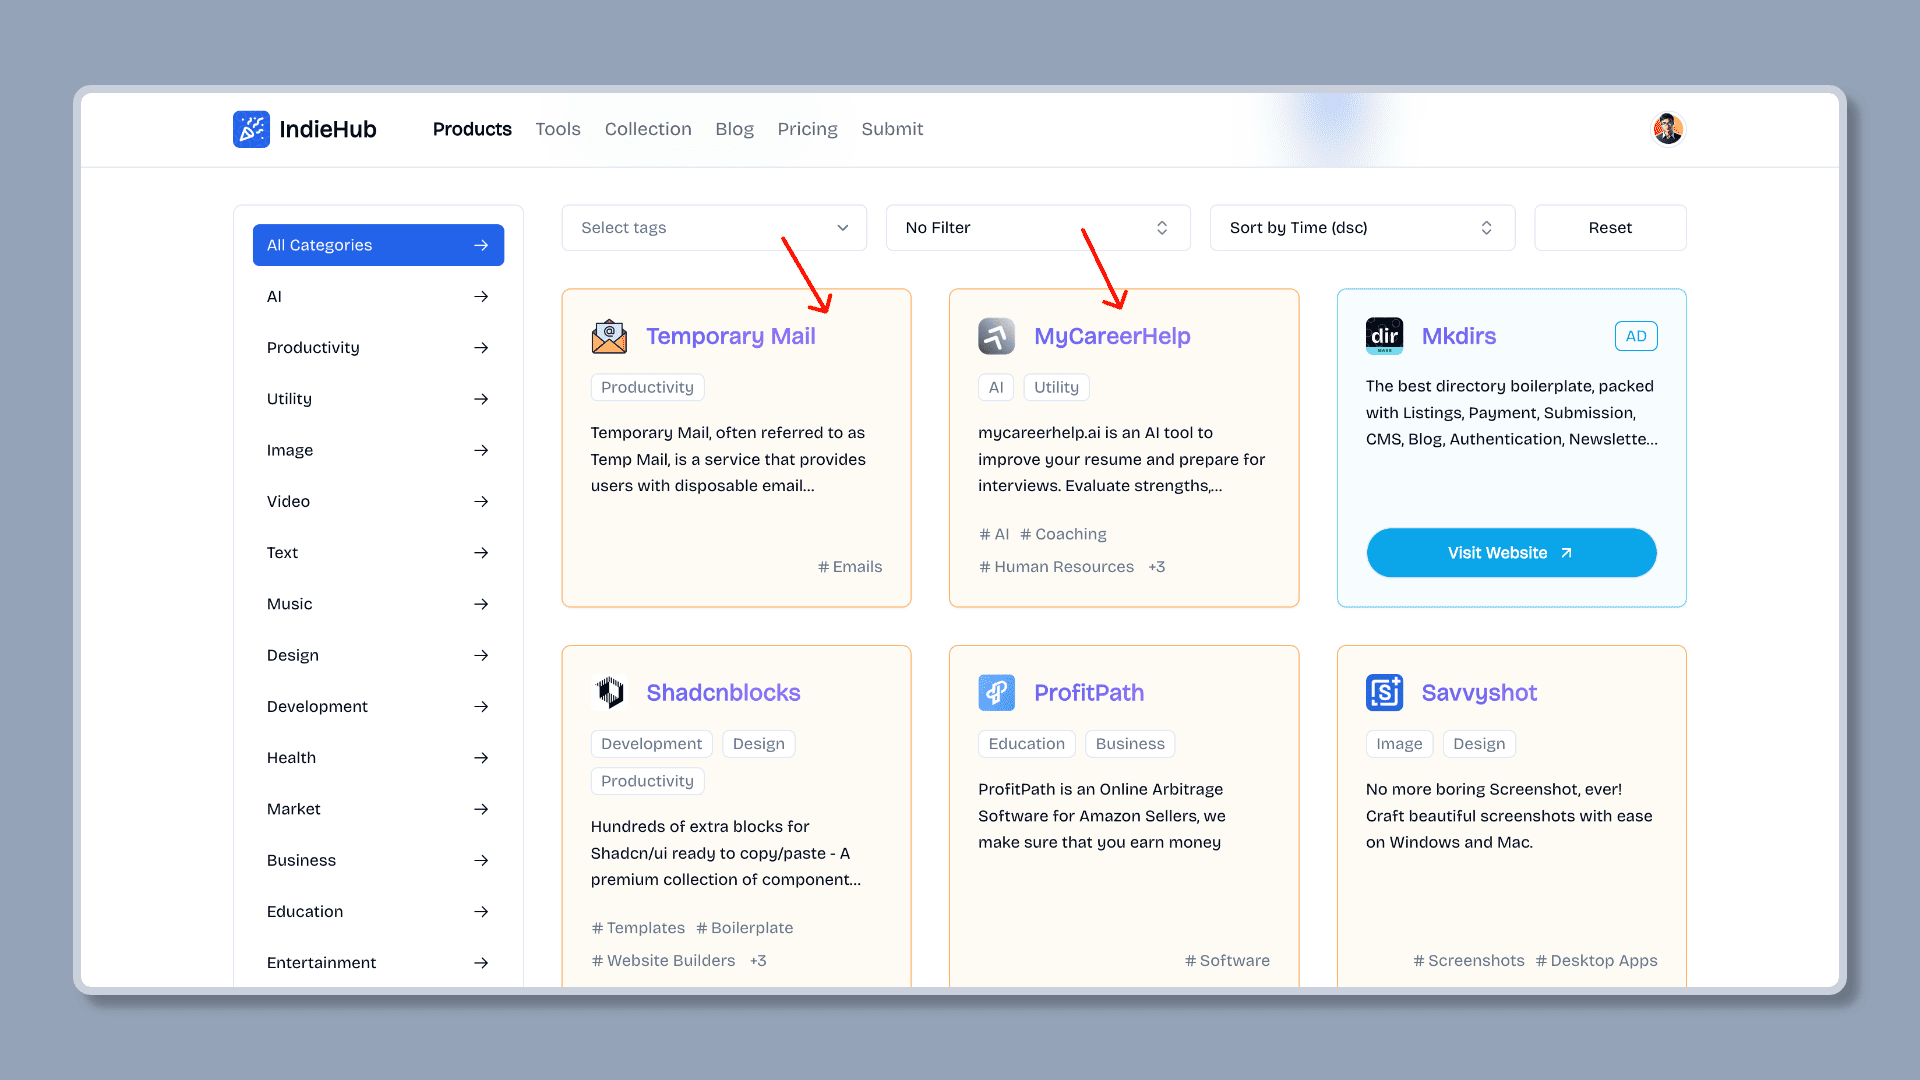 IndieHub
Products Tools Collection Blog Pricing Submit
All Categories
AI
Productivity
Utility
Image
Video
Text
Music
Design
Development
Health
Market
Business
Education
Entertainment
Select tags
No Filter
Sort by Time (dsc)
Reset
@
Temporary Mail
Productivity
Temporary Mail, often referred to as
Temp Mail, is a service that provides
users with disposable email...
# Emails
MyCareerHelp
AI Utility
mycareerhelp.ai is an AI tool to
improve your resume and prepare for
interviews. Evaluate strengths,...
# AI # Coaching
# Human Resources +3
dir
Mkdirs
AD
The best directory boilerplate, packed
with Listings, Payment, Submission,
CMS, Blog, Authentication, Newslette...
Visit Website
Shadcnblocks
Development Design
Productivity
Hundreds of extra blocks for
Shadcn/ui ready to copy/paste - A
premium collection of component...
# Templates # Boilerplate
# Website Builders +3
ProfitPath
Education Business
ProfitPath is an Online Arbitrage
Software for Amazon Sellers, we
make sure that you earn money
# Software
S
Savvyshot
Image Design
No more boring Screenshot, ever!
Craft beautiful screenshots with ease
on Windows and Mac.
# Screenshots # Desktop Apps